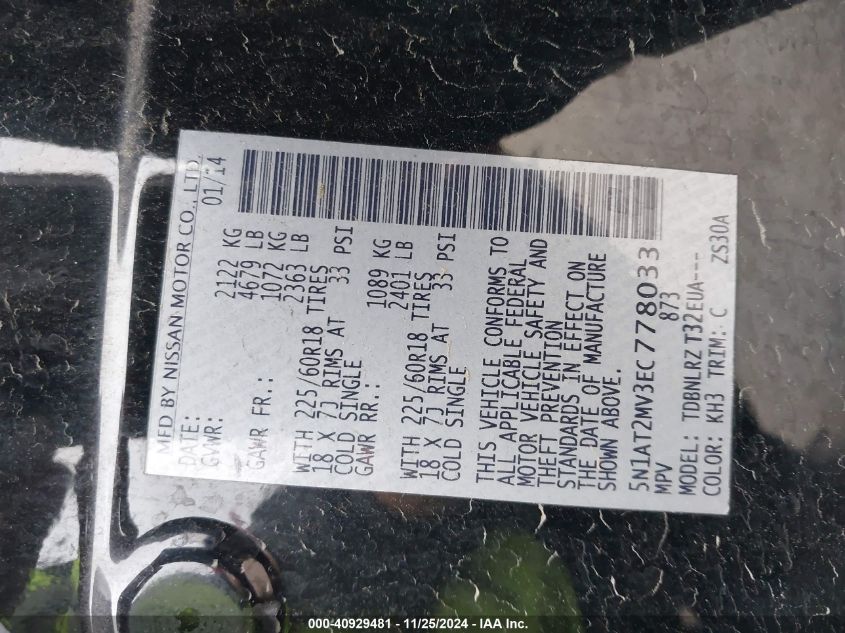 MFD BY NISSAN MOTOR CO., LTD.
DATE: 01/14
GVWR: 2122 KG
4679 LB
GAWR FR.: 1072 KG
2363 LB
WITH 225/60R18 TIRES
18 X 7J RIMS AT 33 PSI
COLD SINGLE
GAWR RR.: 1089 KG
2401 LB
WITH 225/60R18 TIRES
18 X 7J RIMS AT 33 PSI
COLD SINGLE
THIS VEHICLE CONFORMS TO
ALL APPLICABLE FEDERAL
MOTOR VEHICLE SAFETY AND
THEFT PREVENTION
STANDARDS IN EFFECT ON
THE DATE OF MANUFACTURE
SHOWN ABOVE.
5N1AT2MV3EC778033
MPV 873
MODEL: TDBNLRZ T32EUA---
COLOR: KH3 TRIM: C ZS30A
000-40929481 - 11/25/2024 - IAA Inc.